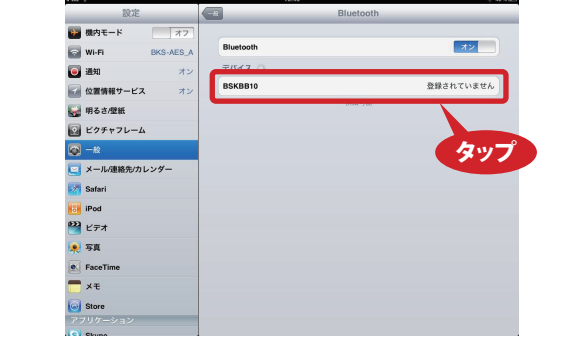 設定
一般
Bluetooth
機内モード
オフ
Wi-Fi
BKS-AES_A
通知
オン
位置情報サービス
オン
明るさ/壁紙
ピクチャフレーム
一般
メール/連絡先/カレンダー
Safari
iPod
ビデオ
写真
FaceTime
メモ
Store
アプリケーション
Skype
Bluetooth
オン
デバイス
BSKBB10
登録されていません
タップ